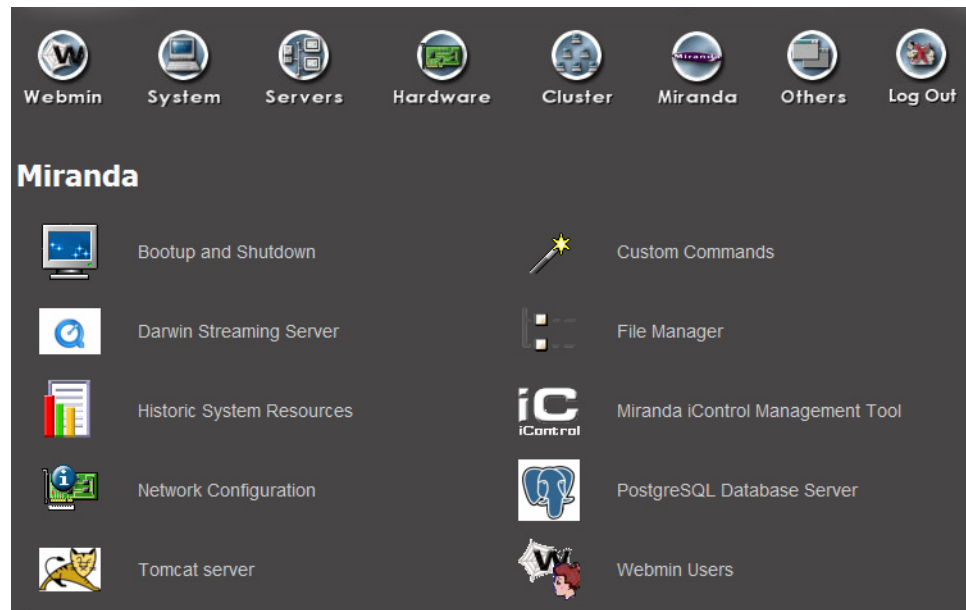 Webmin System Servers Hardware Cluster Miranda Others Log Out
Miranda
Bootup and Shutdown
Custom Commands
Darwin Streaming Server
File Manager
Historic System Resources
iC
iControl
Miranda iControl Management Tool
Network Configuration
PostgreSQL Database Server
Tomcat server
Webmin Users